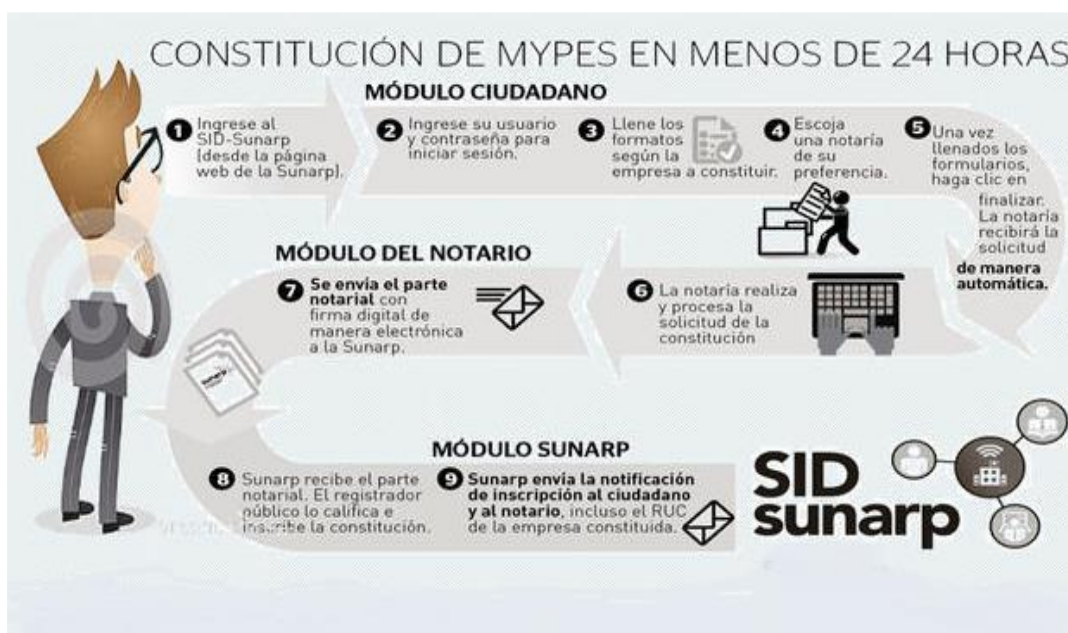 CONSTITUCIÓN DE MYPES EN MENOS DE 24 HORAS
MÓDULO CIUDADANO
1 Ingrese al
SID-Sunarp
(desde la página
web de la Sunarp).
2 Ingrese su usuario
y contraseña para
iniciar sesión.
3 Llene los
formatos
según la
empresa a constituir.
4 Escoja
una notaría
de su
preferencia.
5 Una vez
llenados los
formularios,
haga clic en
finalizar.
La notaría
recibirá la
solicitud
de manera
automática.
MÓDULO DEL NOTARIO
6 La notaría realiza
y procesa la
solicitud de la
constitución
7 Se envía el parte
notarial con
firma digital de
manera electrónica
a la Sunarp.
sunarp
MÓDULO SUNARP
8 Sunarp recibe el parte
notarial. El registrador
público lo califica e
inscribe la constitución.
9 Sunarp envía la notificación
de inscripción al ciudadano
y al notario, incluso el RUC
de la empresa constituida.
SID
sunarp